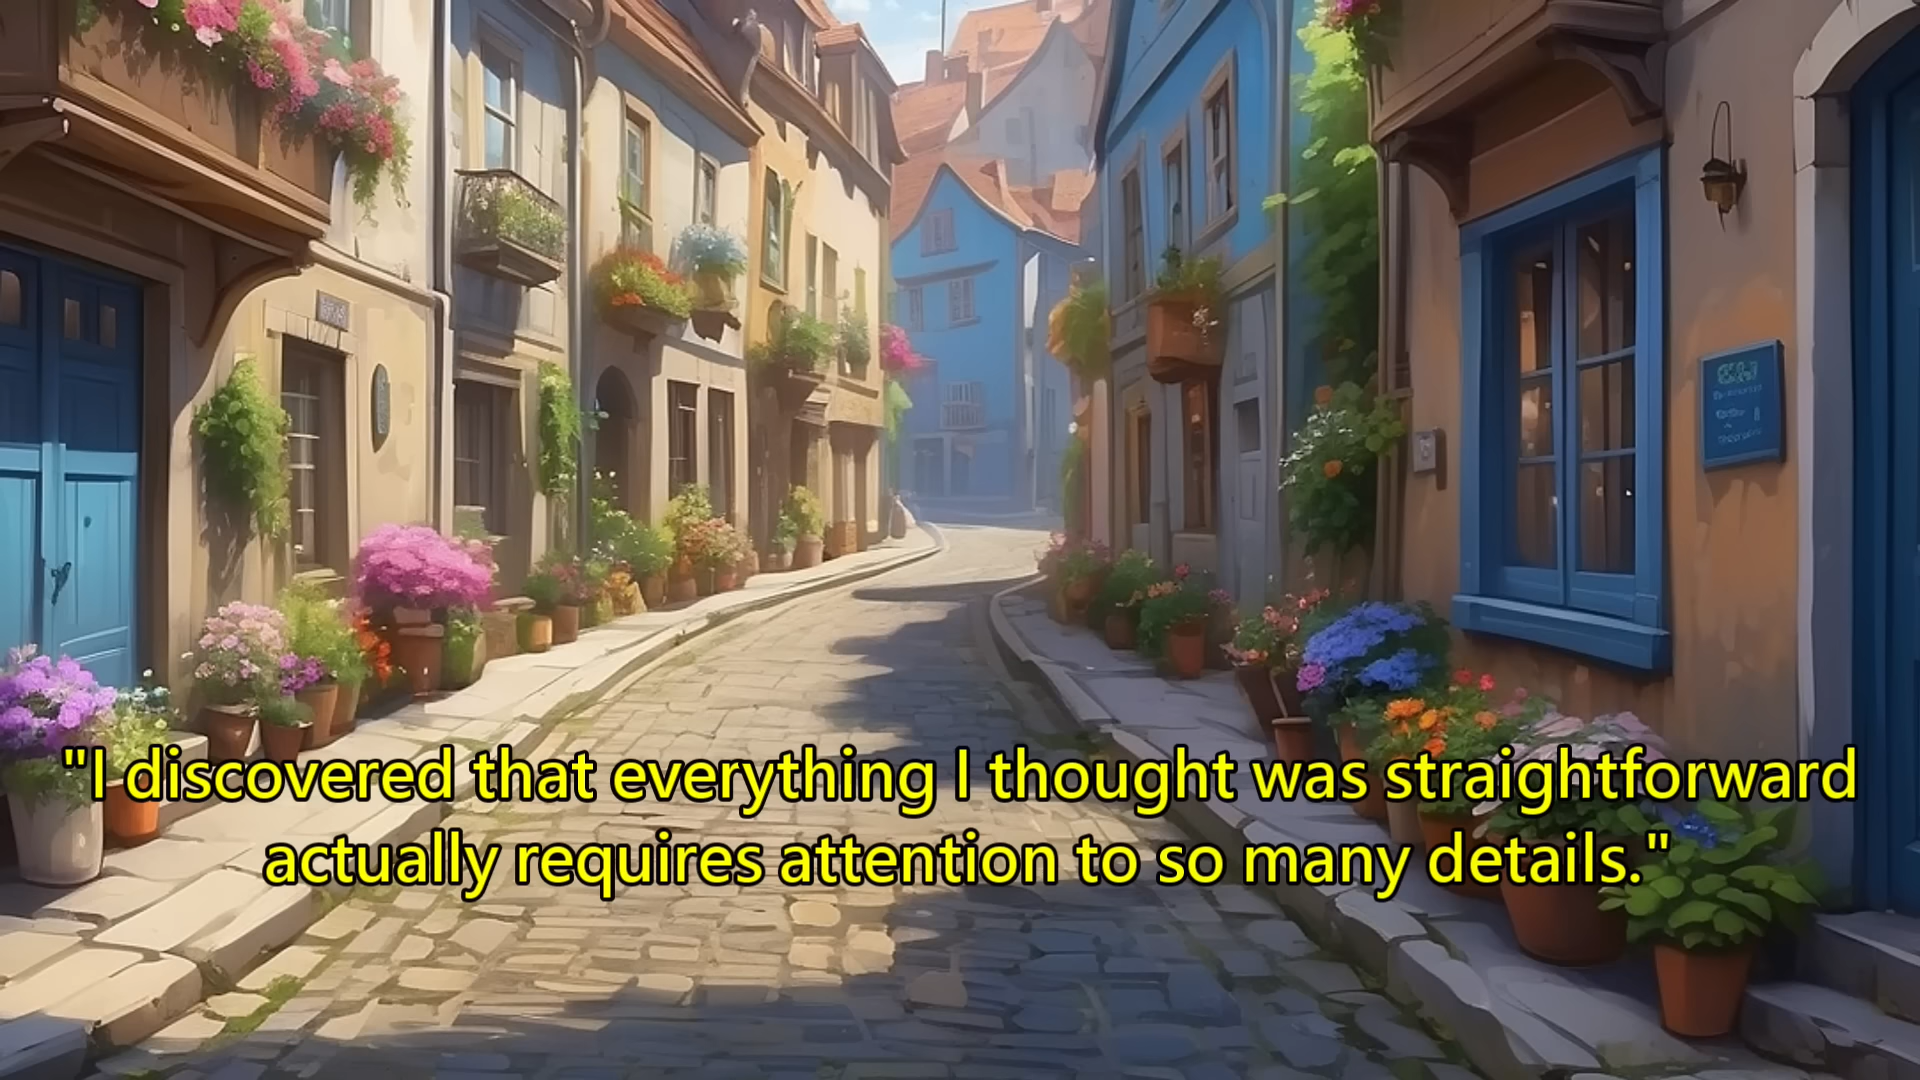 "I discovered that everything I thought was straightforward
actually requires attention to so many details."